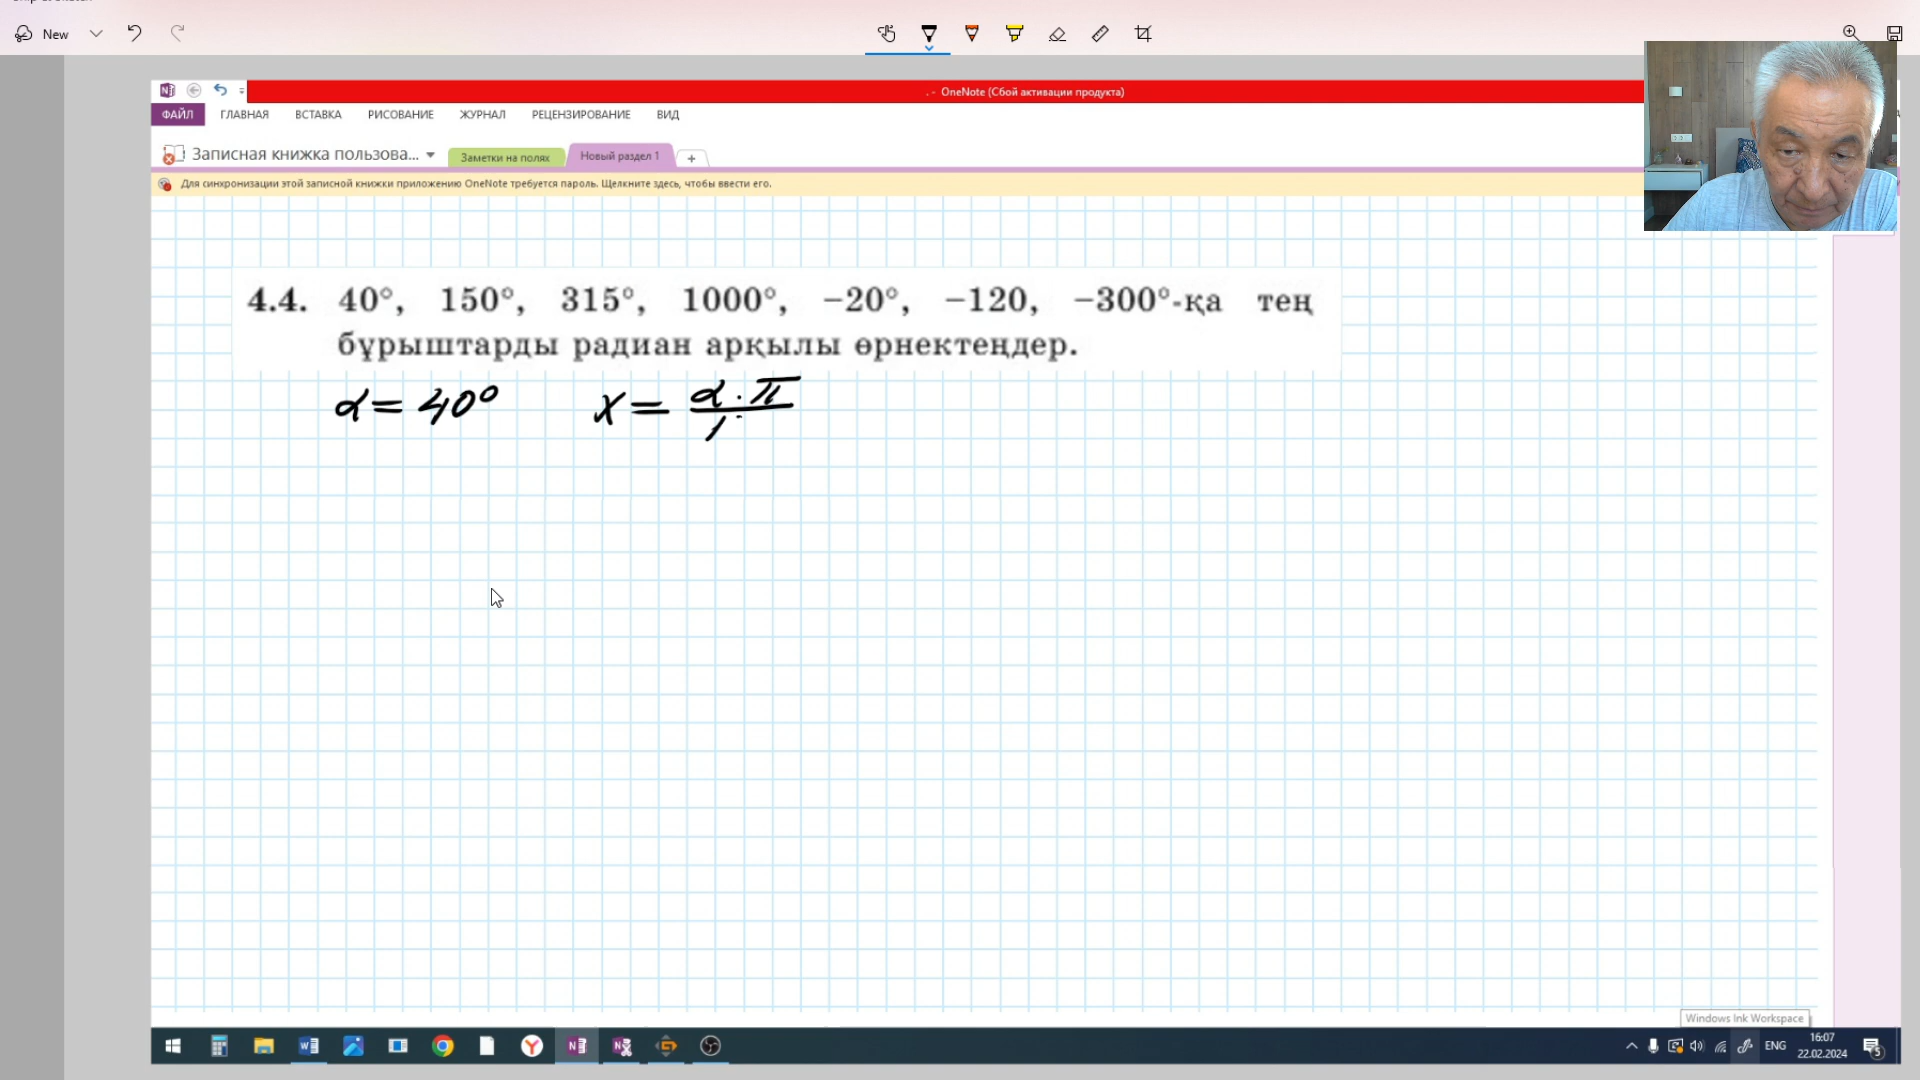 New
. - OneNote (Сбой активации продукта)
ФАЙЛ ГЛАВНАЯ ВСТАВКА РИСОВАНИЕ ЖУРНАЛ РЕЦЕНЗИРОВАНИЕ ВИД
Записная книжка пользова... Заметки на полях Новый раздел 1 +
Для синхронизации этой записной книжки приложению OneNote требуется пароль. Щелкните здесь, чтобы ввести его.
4.4. 40°, 150°, 315°, 1000°, −20°, −120, −300°-қа тең
бұрыштарды радиан арқылы өрнектеңдер.
α = 40° x = α · π
Windows Ink Workspace
ENG 16:07
22.02.2024 5